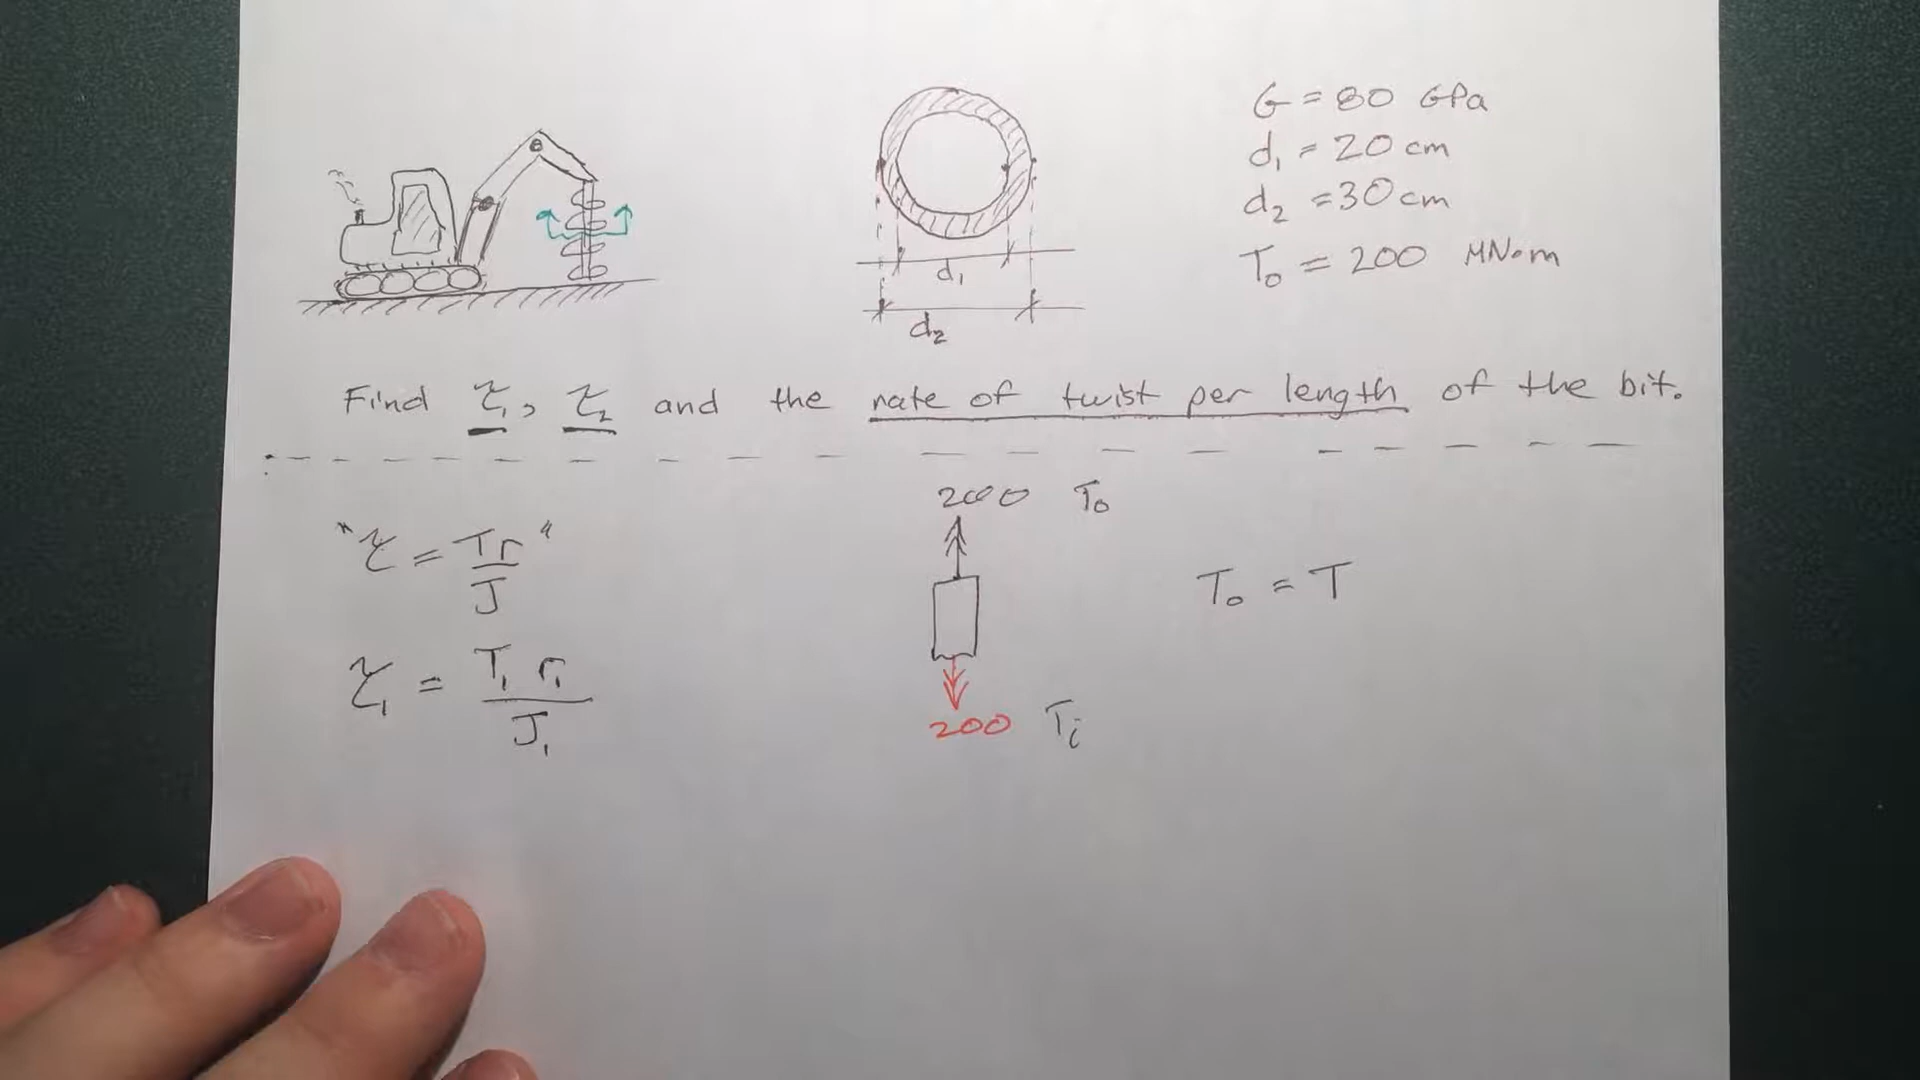 G = 80 GPa
d₁ = 20 cm
d₂ = 30 cm
T₀ = 200 MN·m
d₁
d₂
Find τ₁, τ₂ and the rate of twist per length of the bit.
"τ = Tr/J"
τ₁ = T₁ r₁/J₁
200 T₀
T₀ = T
200 Tᵢ